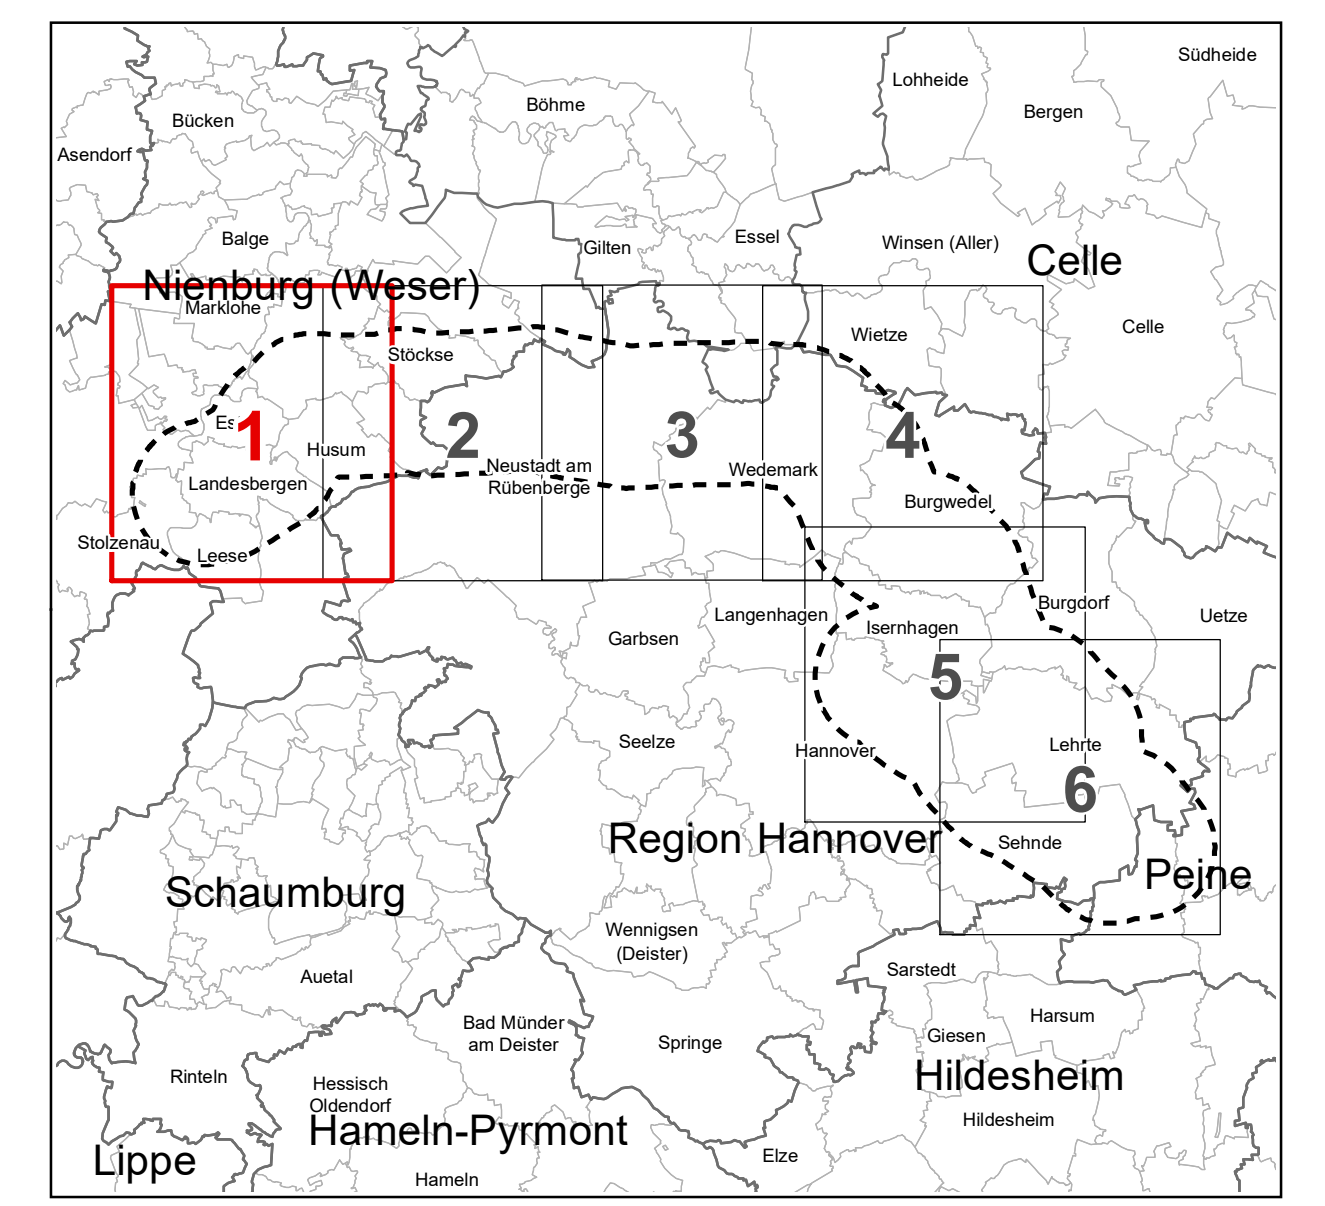 Südheide
Lohheide
Böhme
Bergen
Bücken
Asendorf
Balge
Gilten
Essel
Winsen (Aller)
Celle
Nienburg (Weser)
Marklohe
Celle
Wietze
Stöckse
Es
1
2
3
4
Husum
Neustadt am
Rübenberge
Wedemark
Landesbergen
Burgwedel
Stolzenau
Leese
Burgdorf
Langenhagen
Uetze
Isernhagen
Garbsen
5
Seelze
Hannover
Lehrte
6
Region Hannover
Sehnde
Peine
Schaumburg
Wennigsen
(Deister)
Sarstedt
Auetal
Harsum
Bad Münder
am Deister
Giesen
Springe
Rinteln
Hessisch
Oldendorf
Hildesheim
Hildesheim
Hameln-Pyrmont
Lippe
Elze
Hameln